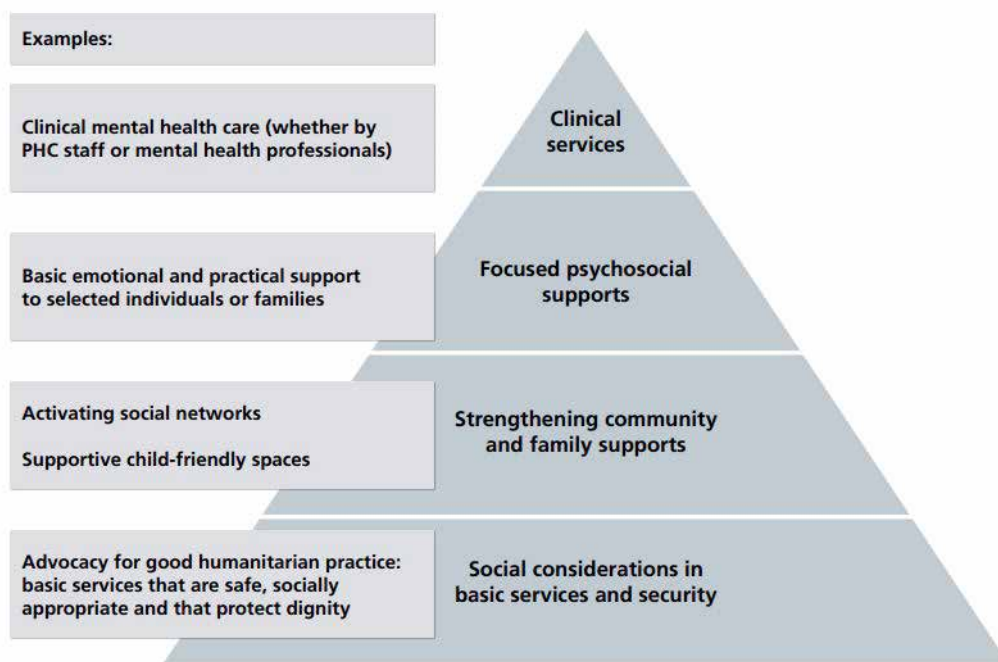 Examples:
Clinical mental health care (whether by
PHC staff or mental health professionals)
Clinical
services
Basic emotional and practical support
to selected individuals or families
Focused psychosocial
supports
Activating social networks
Supportive child-friendly spaces
Strengthening community
and family supports
Advocacy for good humanitarian practice:
basic services that are safe, socially
appropriate and that protect dignity
Social considerations in
basic services and security